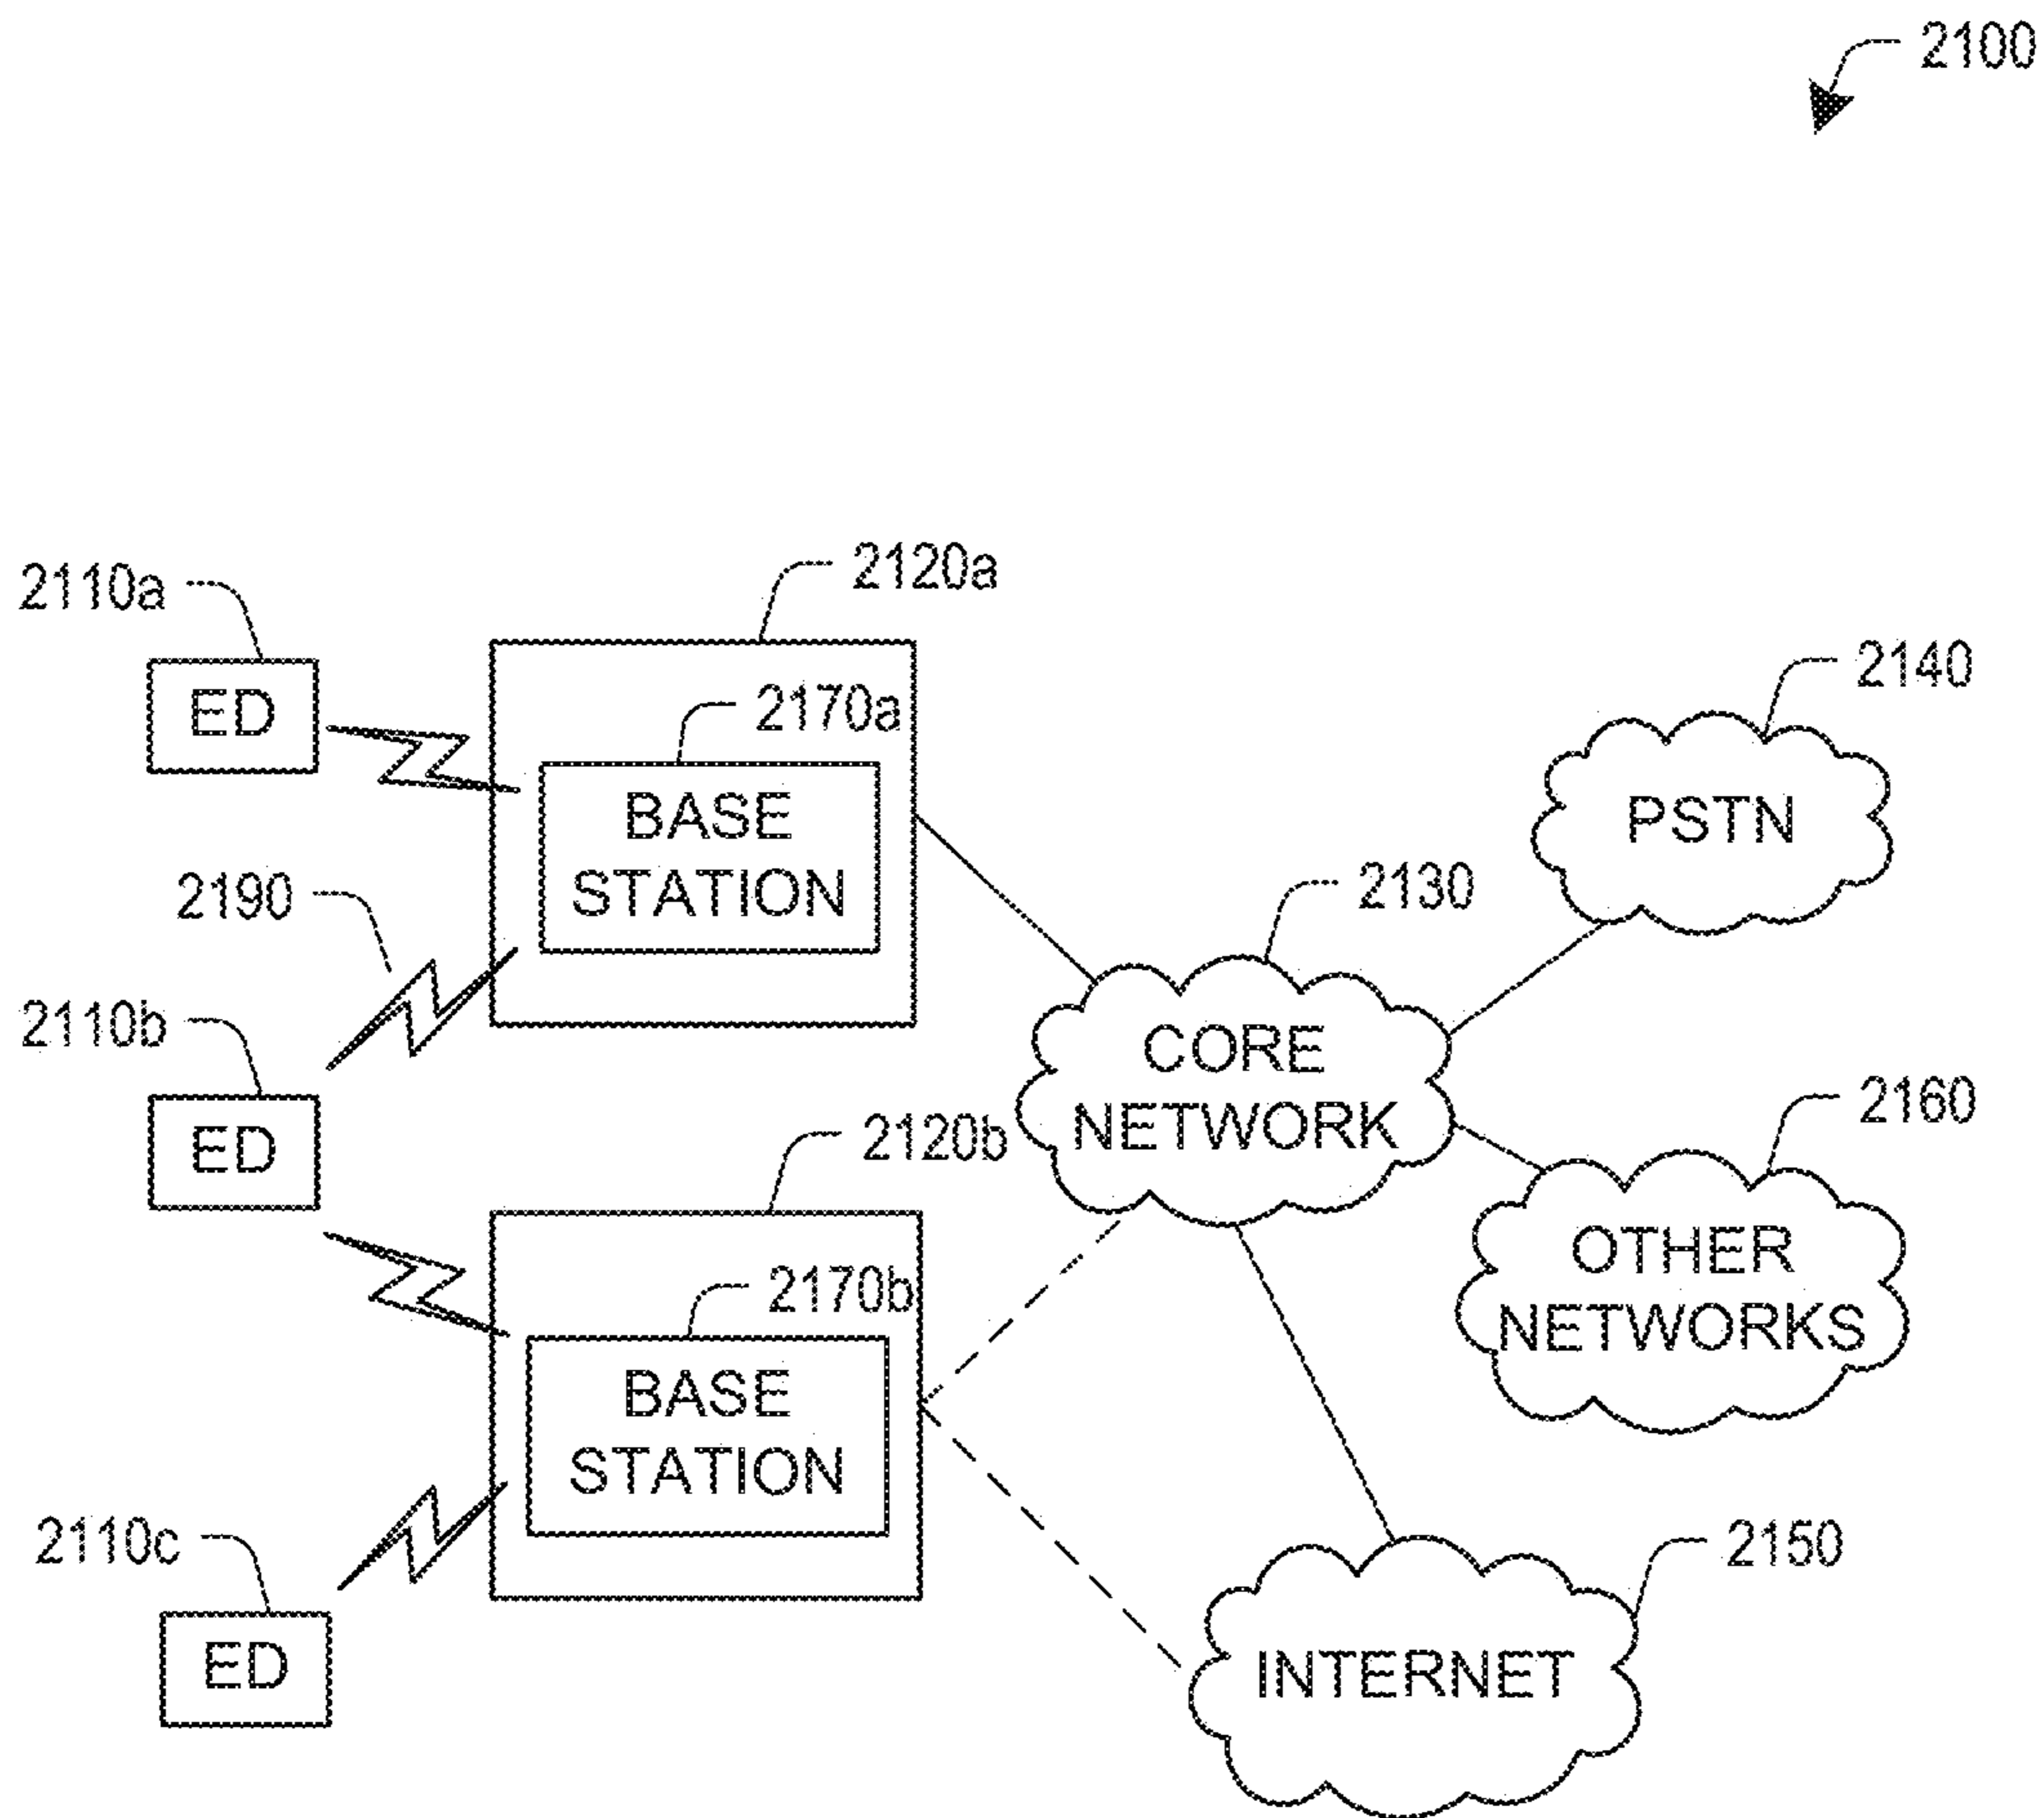 2100
2120a
2110a
ED
2140
2170a
BASE
STATION
PSTN
2190
2130
2110b
CORE
NETWORK
2160
ED
2120b
OTHER
NETWORKS
2170b
BASE
STATION
2110c
2150
ED
INTERNET